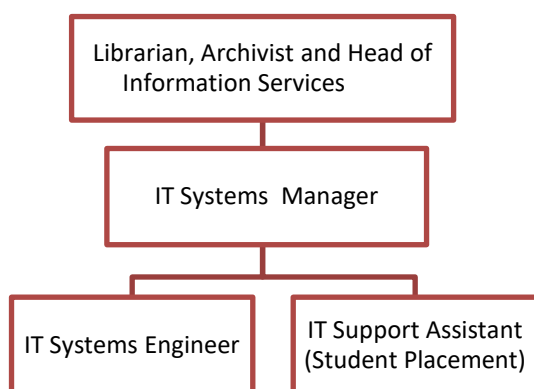 Librarian, Archivist and Head of
Information Services
IT Systems Manager
IT Systems Engineer
IT Support Assistant
(Student Placement)